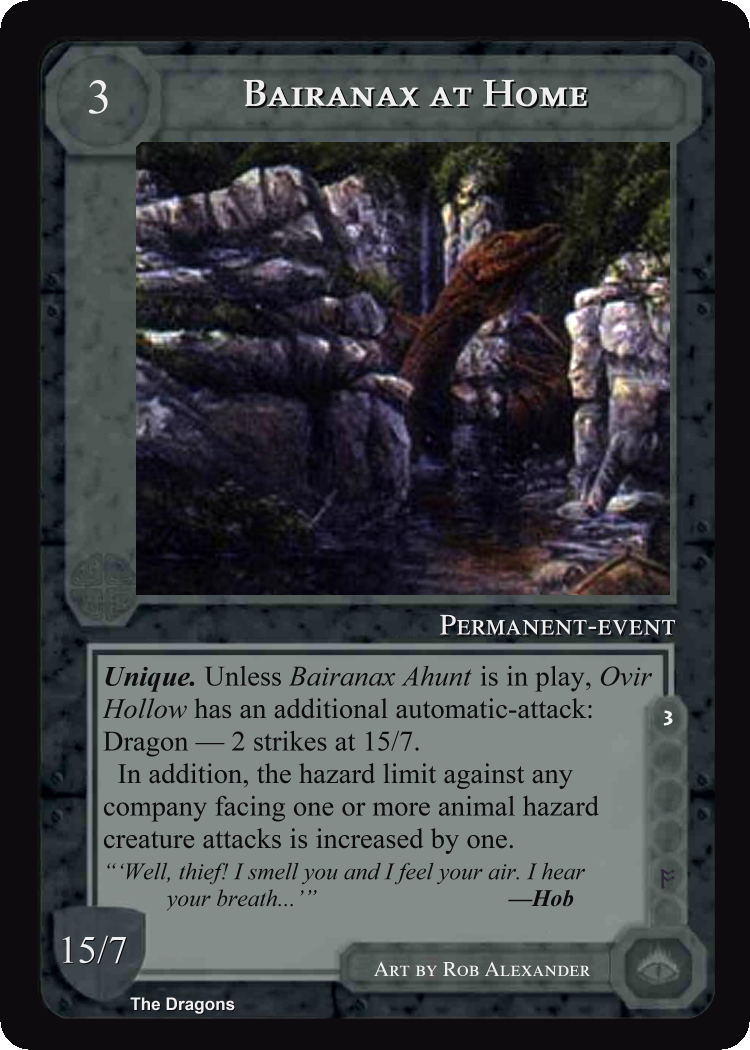 3
BAIRANAX AT HOME
PERMANENT-EVENT
Unique. Unless Bairanax Ahunt is in play, Ovir
Hollow has an additional automatic-attack:
Dragon — 2 strikes at 15/7.
In addition, the hazard limit against any
company facing one or more animal hazard
creature attacks is increased by one.
“‘Well, thief! I smell you and I feel your air. I hear
your breath...’” —Hob
3
15/7
ART BY ROB ALEXANDER
The Dragons